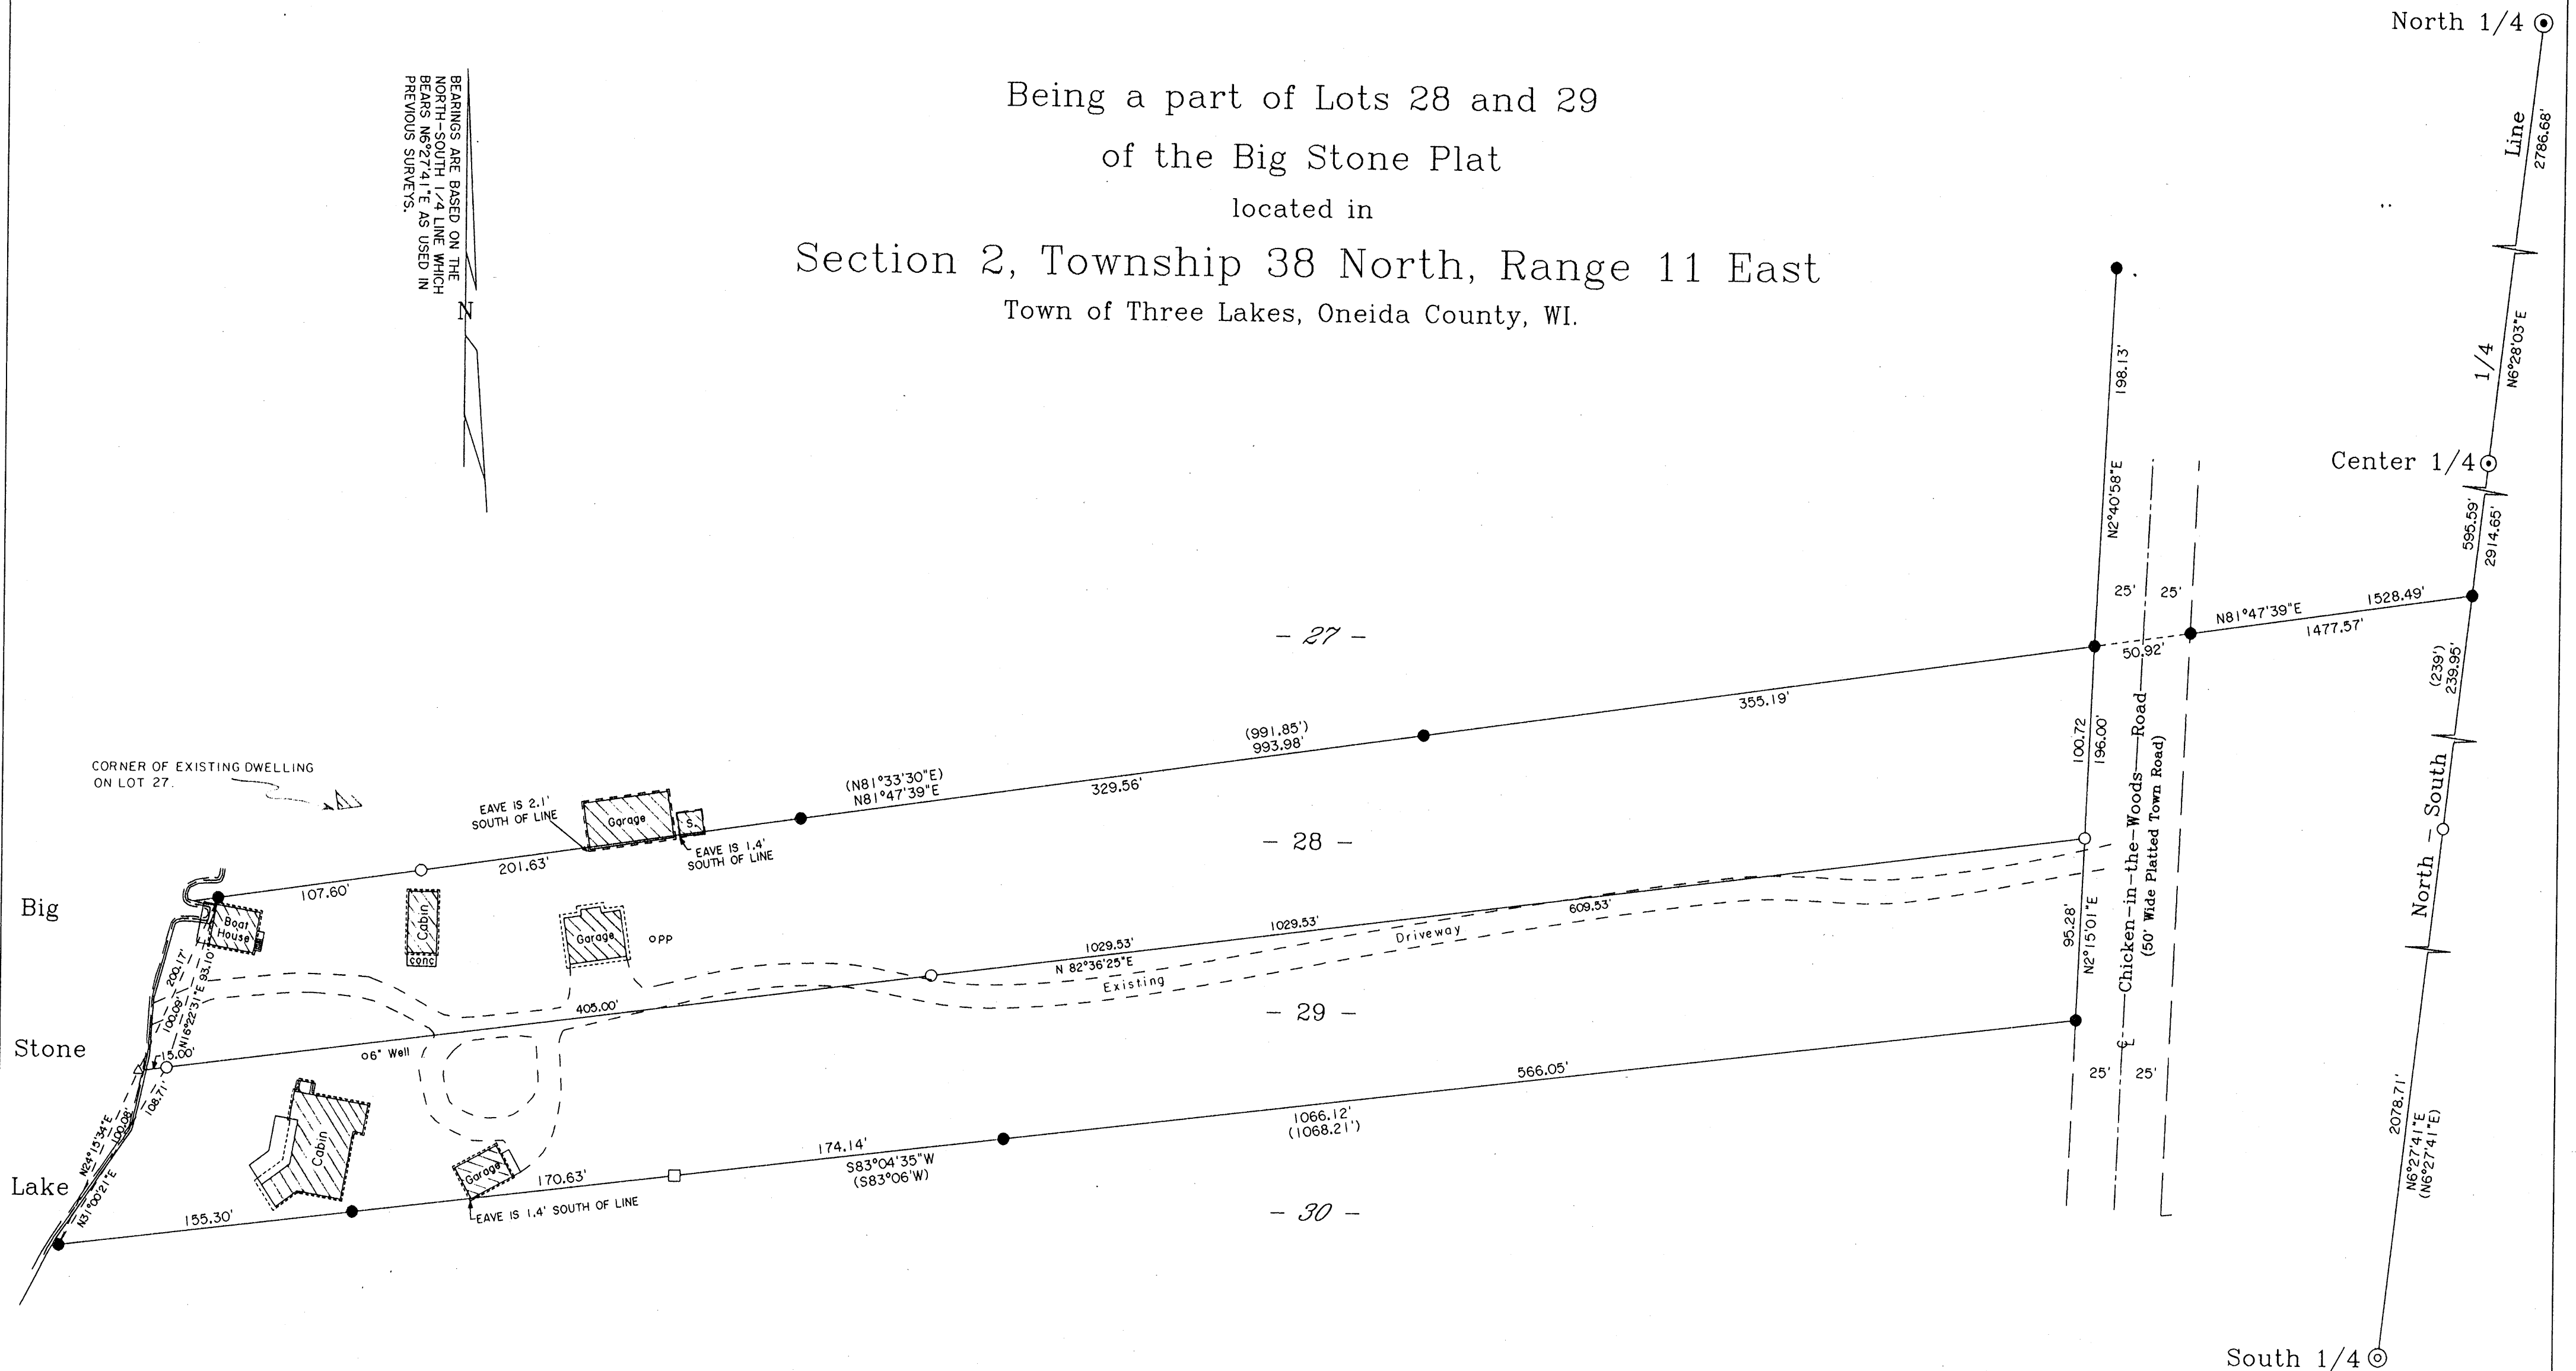 North 1/4
BEARINGS ARE BASED ON THE
NORTH-SOUTH 1/4 LINE WHICH
BEARS N6°27'41"E AS USED IN
PREVIOUS SURVEYS.
N
Being a part of Lots 28 and 29
of the Big Stone Plat
located in
Section 2, Township 38 North, Range 11 East
Town of Three Lakes, Oneida County, WI.
Line
2786.68'
1/4
N6°28'03"E
Center 1/4
198.13'
N2°40'58"E
595.59'
2914.65'
25'
25'
N81°47'39"E
1528.49'
1477.57'
50.92'
(239')
239.95'
- 27 -
355.19'
(991.85')
993.98'
(N81°33'30"E)
N81°47'39"E
329.56'
100.72
196.00'
Chicken-in-the-Woods Road
(50' Wide Platted Town Road)
North - South
CORNER OF EXISTING DWELLING
ON LOT 27.
EAVE IS 2.1'
SOUTH OF LINE
Garage
S.
EAVE IS 1.4'
SOUTH OF LINE
201.63'
107.60'
- 28 -
Big
Boat
House
Cabin
conc
Garage
PP
1029.53'
1029.53'
609.53'
N 82°36'25"E
Driveway
Existing
95.28'
N2°15'01"E
200.17'
93.10'
100.09'
N16°22'31"E
405.00'
- 29 -
Stone
15.00'
6" Well
℄
25'
25'
108.71'
N24°15'34"E
100.08'
N31°00'21"E
Cabin
Garage
566.05'
1066.12'
(1068.21')
174.14'
S83°04'35"W
(S83°06'W)
170.63'
Lake
155.30'
EAVE IS 1.4' SOUTH OF LINE
- 30 -
2078.71'
N6°27'41"E
(N6°27'41"E)
South 1/4